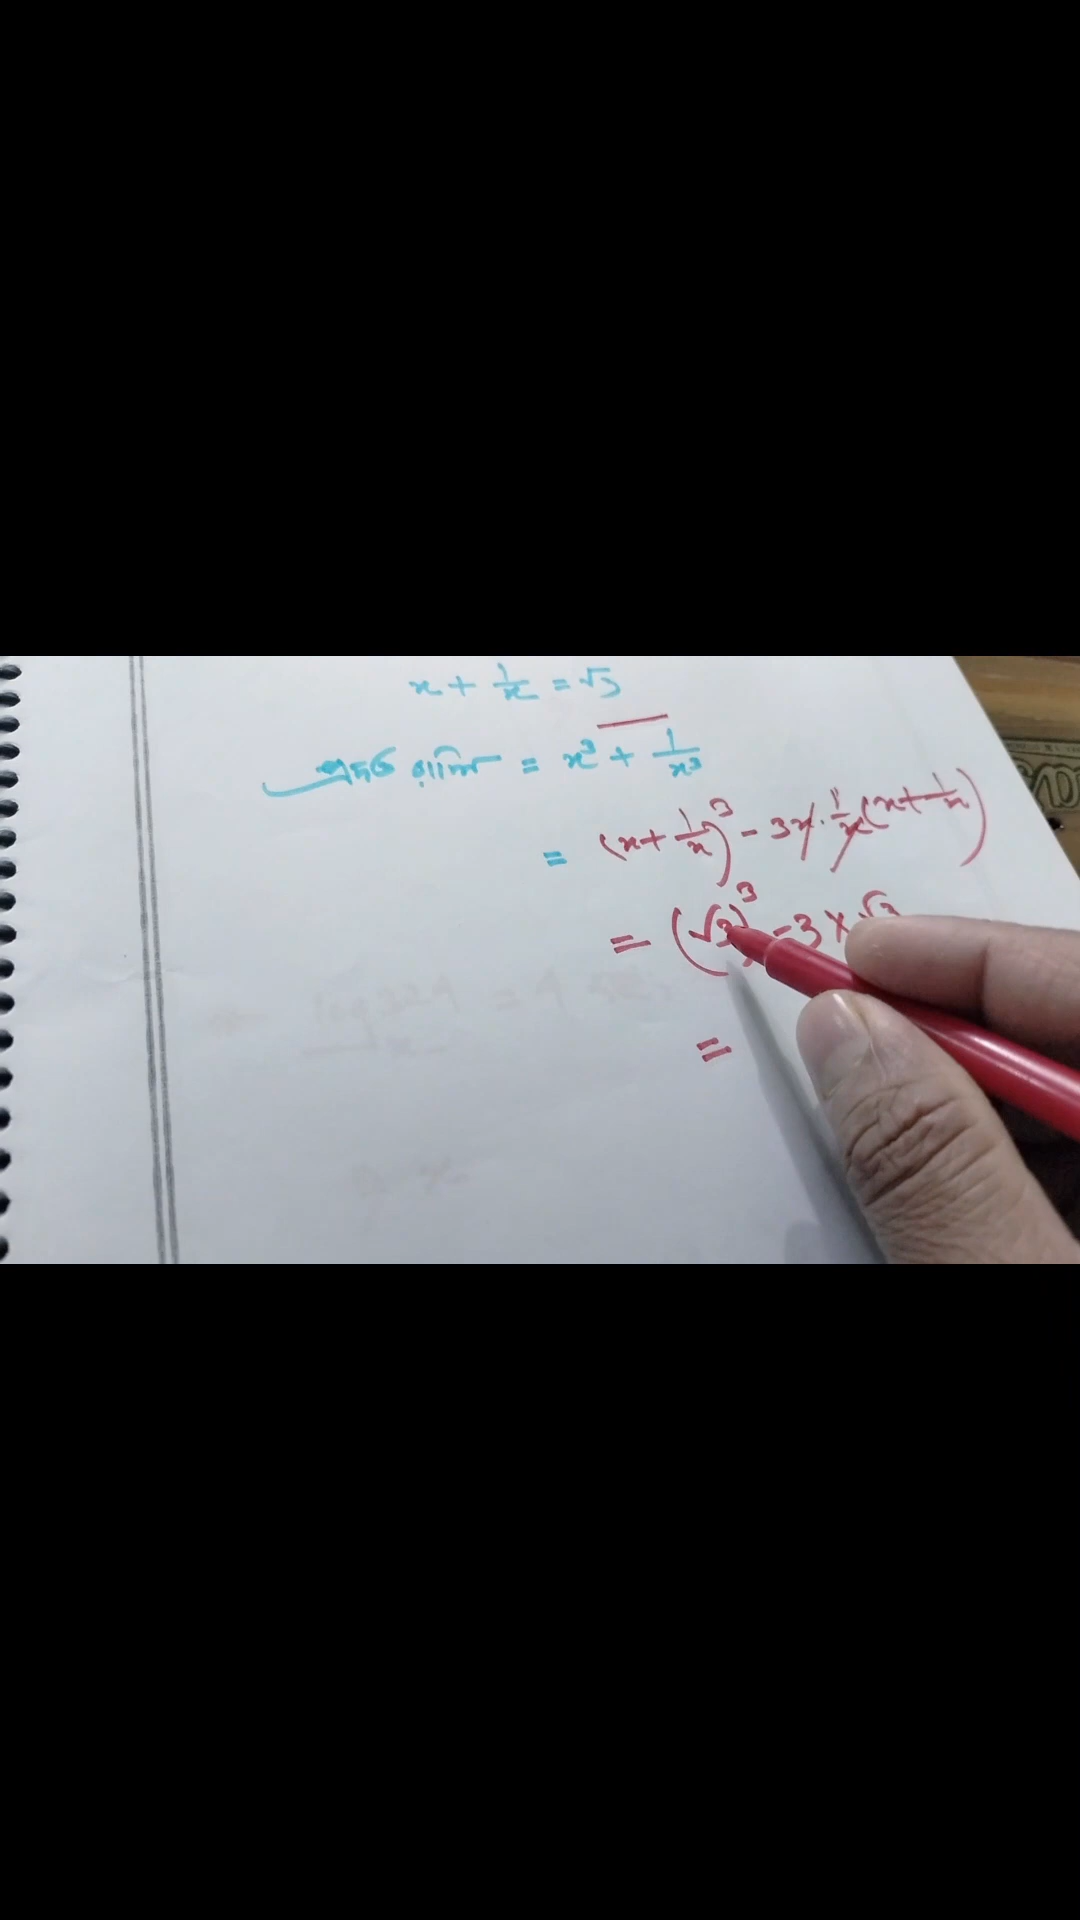 x + 1/x = √3
প্রদত্ত রাশি = x³ + 1/x³
= (x + 1/x)³ - 3x · 1/x (x + 1/x)
= (√3)³ - 3 × √3
=